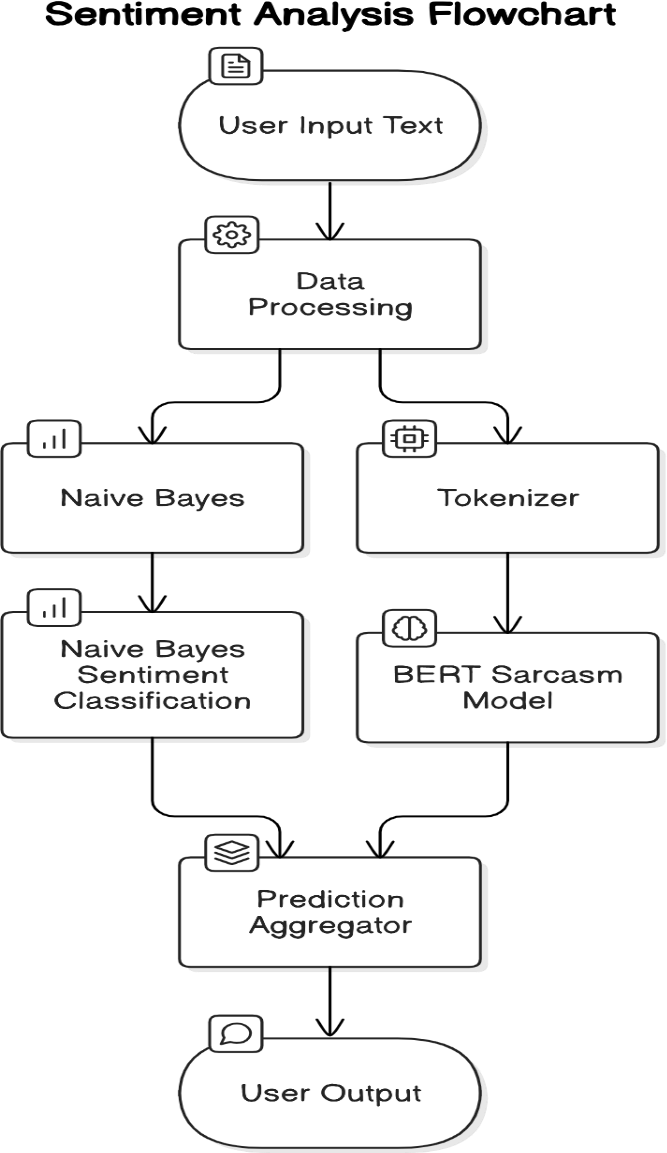 Sentiment Analysis Flowchart
User Input Text
Data
Processing
Naive Bayes
Tokenizer
Naive Bayes
Sentiment
Classification
BERT Sarcasm
Model
Prediction
Aggregator
User Output